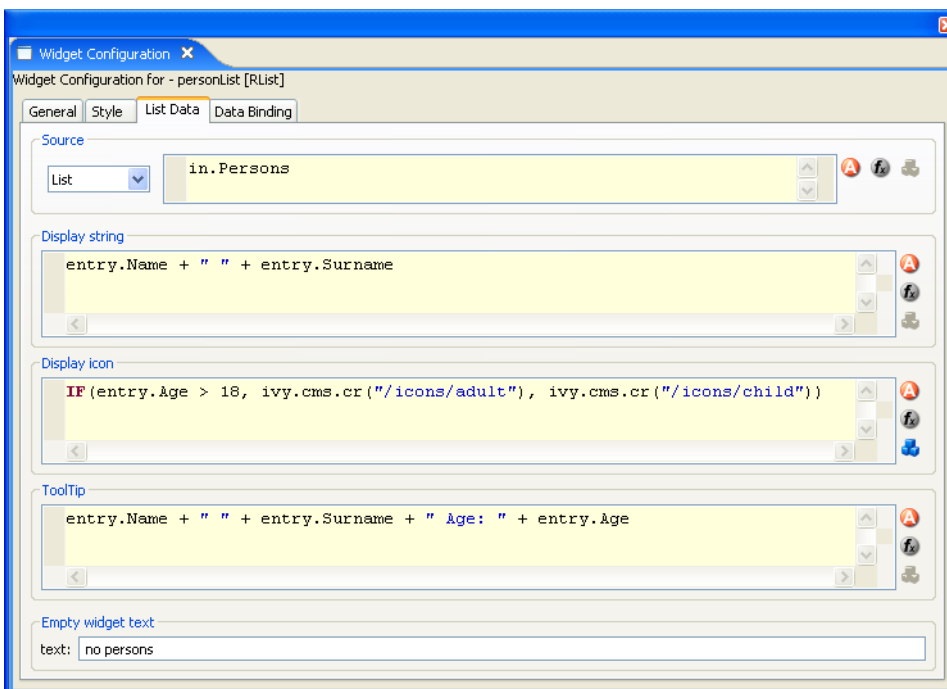 Widget Configuration
Widget Configuration for - personList [RList]
General Style List Data Data Binding
Source
List
in.Persons
Display string
entry.Name + " " + entry.Surname
Display icon
IF(entry.Age > 18, ivy.cms.cr("/icons/adult"), ivy.cms.cr("/icons/child"))
ToolTip
entry.Name + " " + entry.Surname + " Age: " + entry.Age
Empty widget text
text: no persons